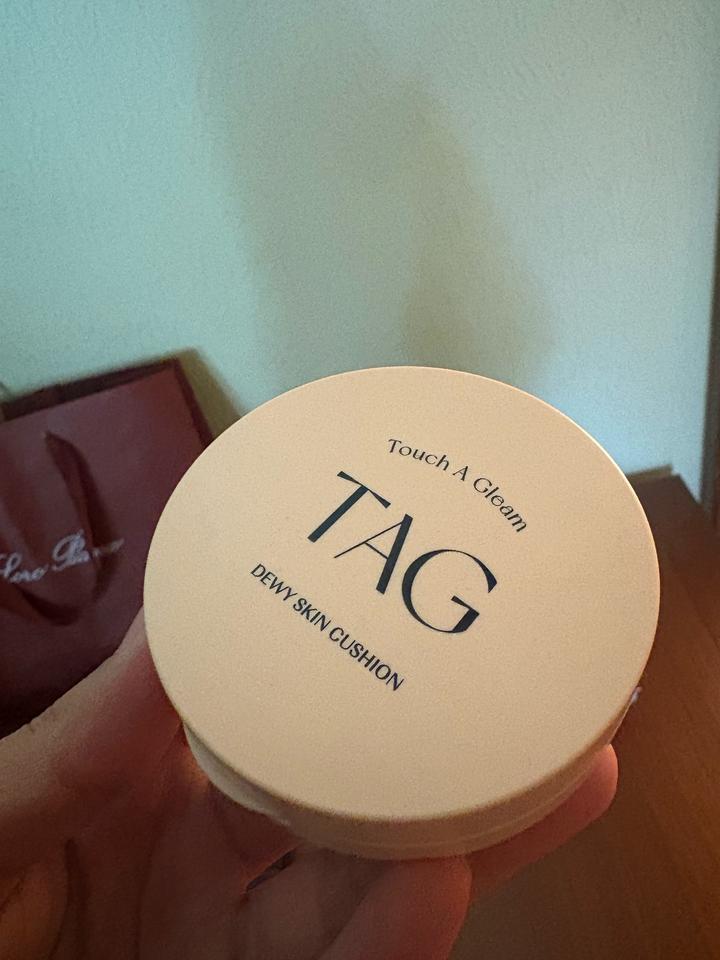 Touch A Gleam
TAG
DEWY SKIN CUSHION